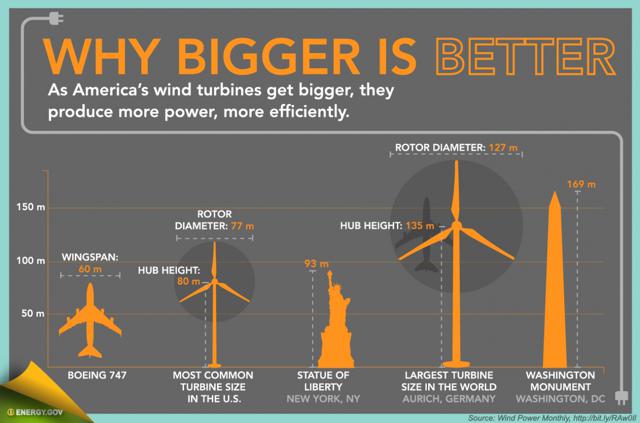 WHY BIGGER IS BETTER
As America's wind turbines get bigger, they
produce more power, more efficiently.
ROTOR DIAMETER: 127 m
150 m
100 m
50 m
WINGSPAN:
60 m
ROTOR
DIAMETER: 77 m
HUB HEIGHT:
80 m
93 m
HUB HEIGHT: 135 m
169 m
BOEING 747
MOST COMMON
TURBINE SIZE
IN THE U.S.
STATUE OF
LIBERTY
NEW YORK, NY
LARGEST TURBINE
SIZE IN THE WORLD
AURICH, GERMANY
WASHINGTON
MONUMENT
WASHINGTON, DC
ENERGY.GOV
Source: Wind Power Monthly, http://bit.ly/RAw0II